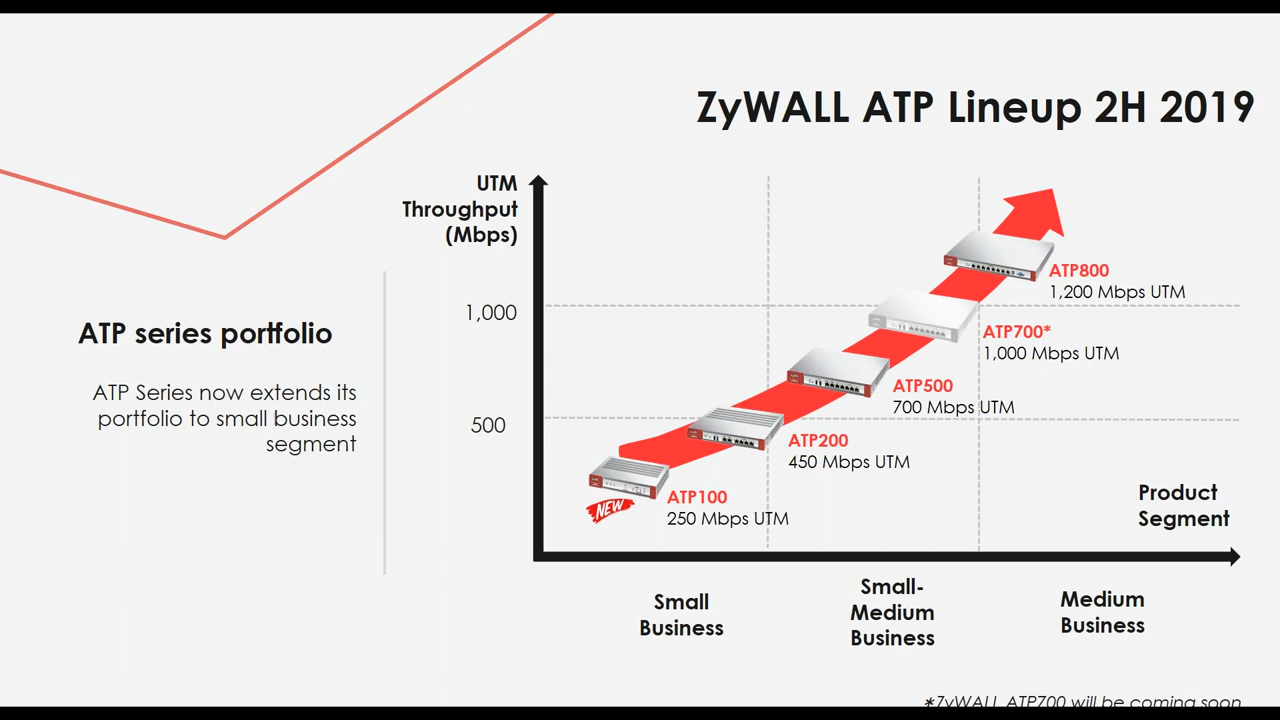 ZyWALL ATP Lineup 2H 2019
ATP series portfolio
ATP Series now extends its
portfolio to small business
segment
UTM
Throughput
(Mbps)
1,000
500
ATP800
1,200 Mbps UTM
ATP700*
1,000 Mbps UTM
ATP500
700 Mbps UTM
ATP200
450 Mbps UTM
ATP100
250 Mbps UTM
NEW
Product
Segment
Small
Business
Small-
Medium
Business
Medium
Business
*ZyWALL ATP700 will be coming soon